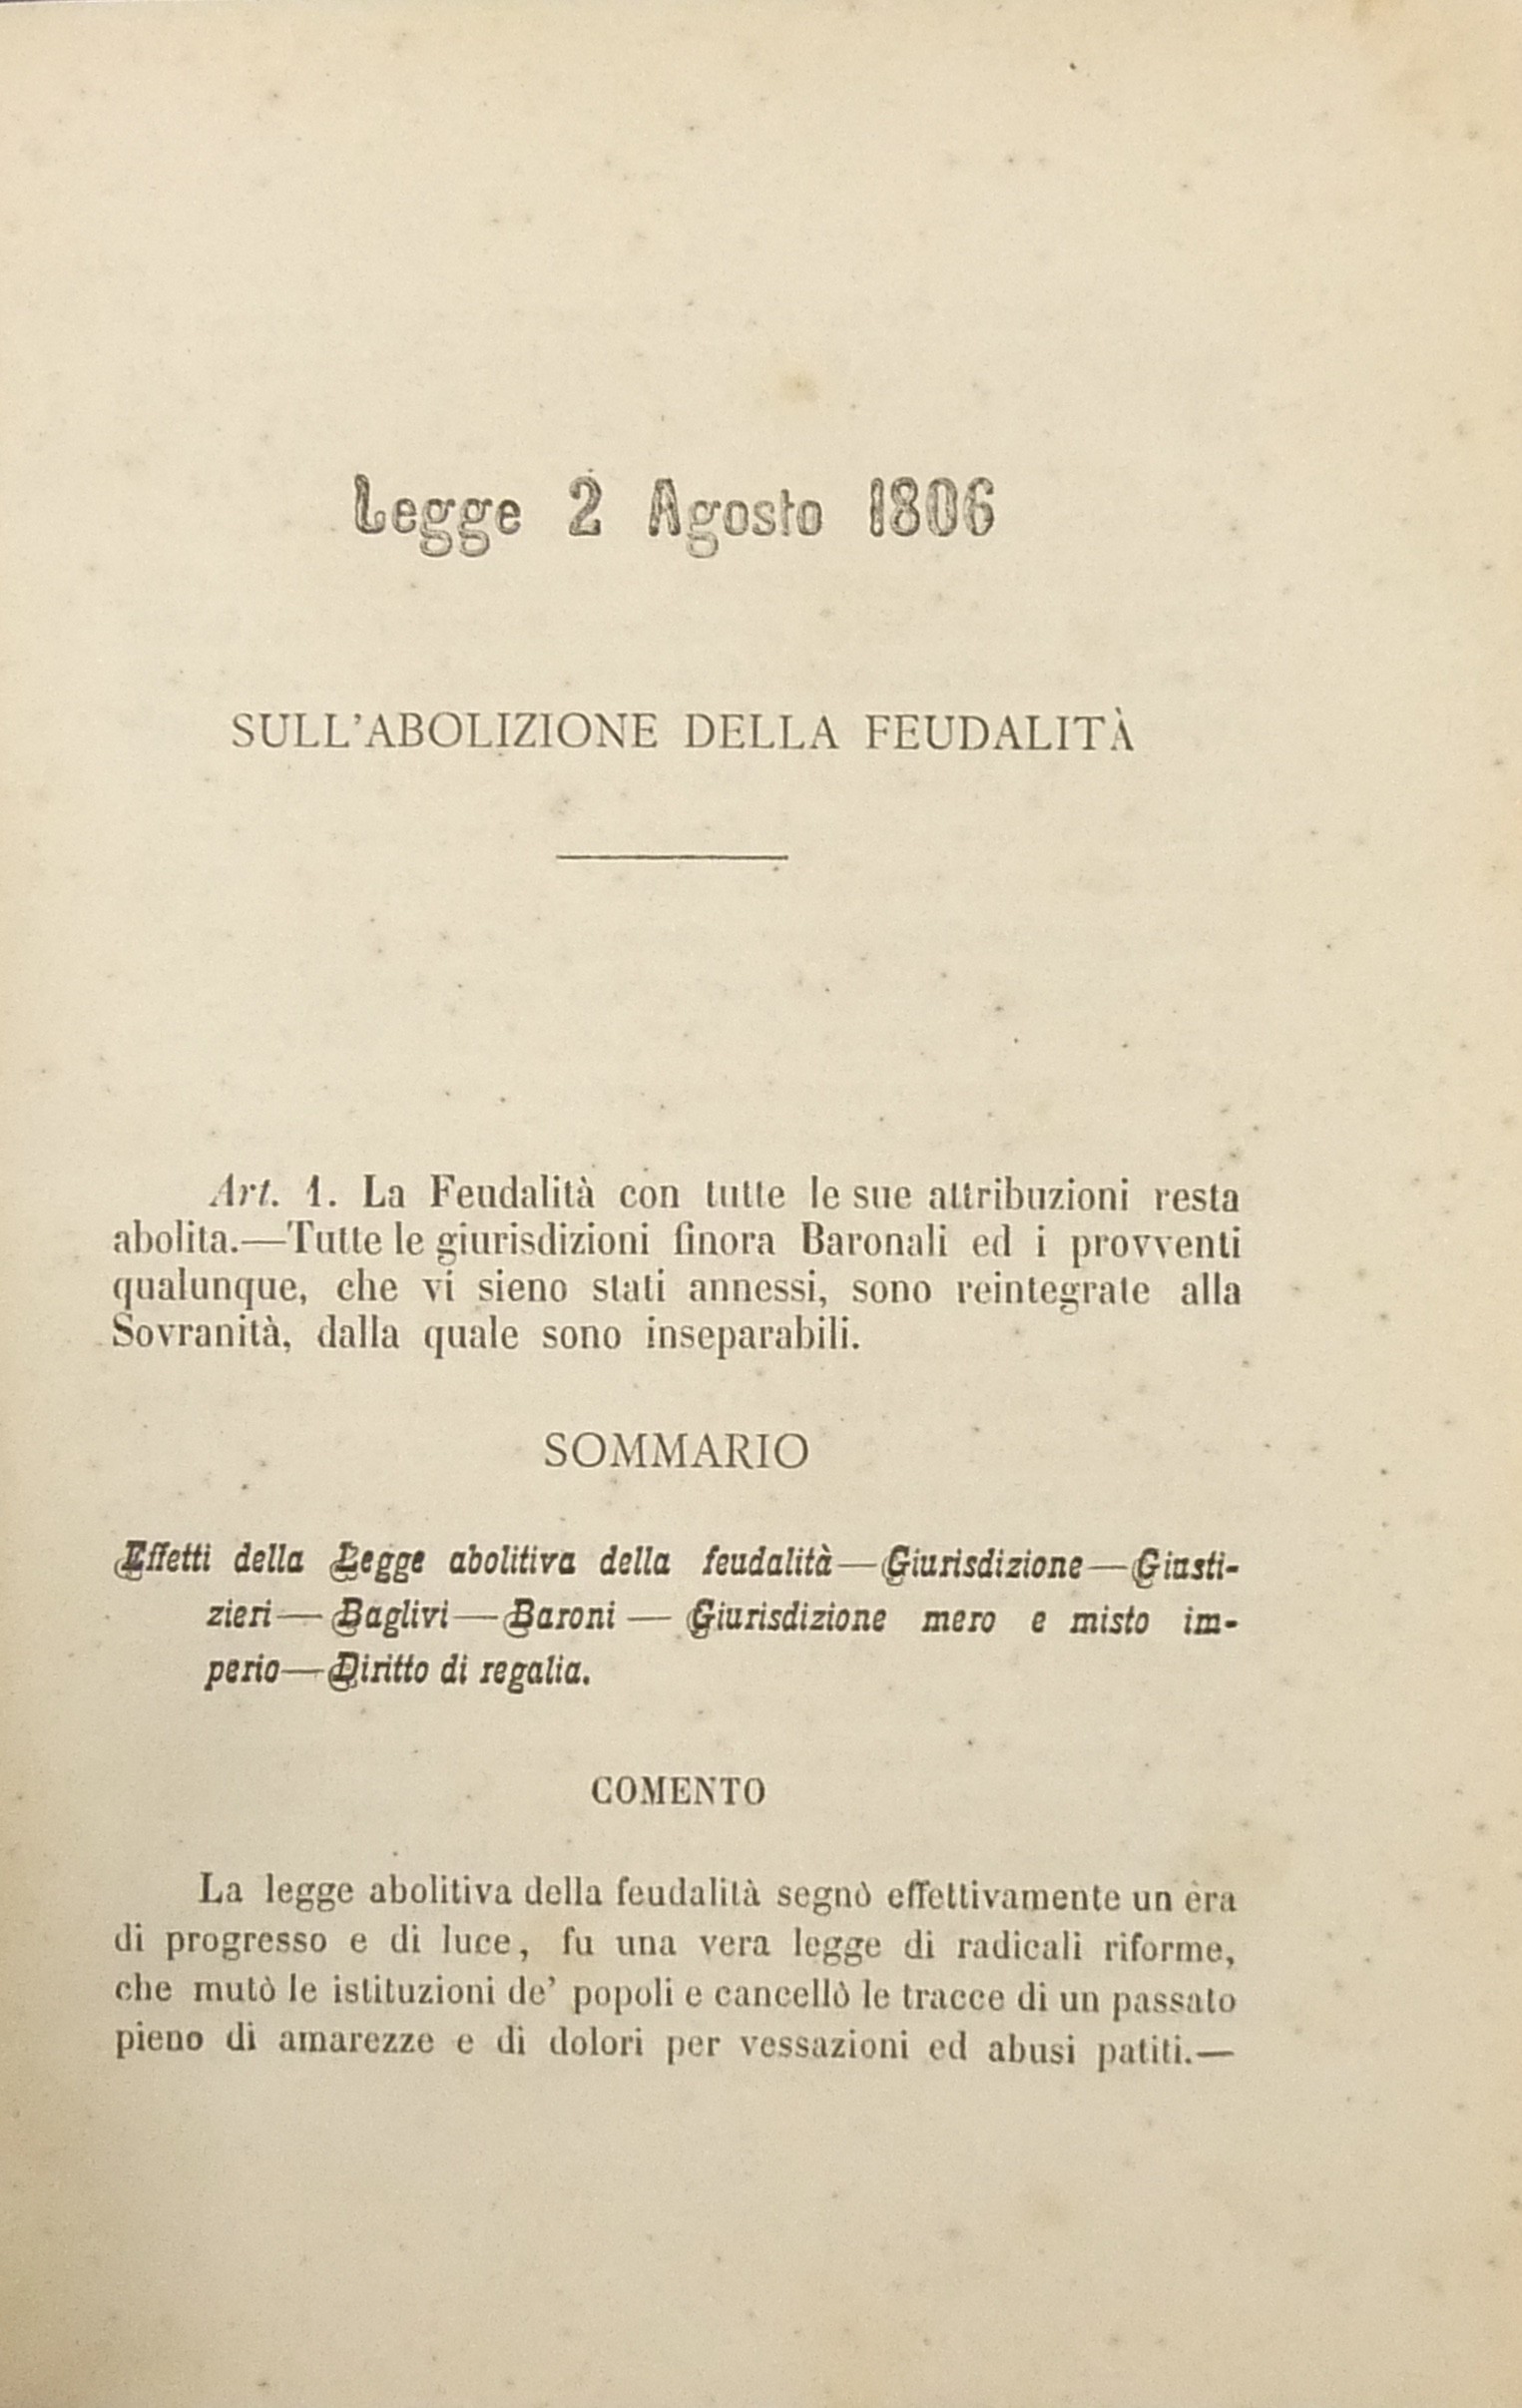 Legge 2 Agosto 1806
SULL'ABOLIZIONE DELLA FEUDALITÀ
Art. 1. La Feudalità con tutte le sue attribuzioni resta
abolita.—Tutte le giurisdizioni finora Baronali ed i provventi
qualunque, che vi sieno stati annessi, sono reintegrate alla
Sovranità, dalla quale sono inseparabili.
SOMMARIO
Effetti della Legge abolitiva della feudalità—Giurisdizione—Giusti-
zieri—Baglivi—Baroni—Giurisdizione mero e misto im-
perio—Diritto di regalia.
COMENTO
La legge abolitiva della feudalità segnò effettivamente un èra
di progresso e di luce, fu una vera legge di radicali riforme,
che mutò le istituzioni de' popoli e cancellò le tracce di un passato
pieno di amarezze e di dolori per vessazioni ed abusi patiti.—